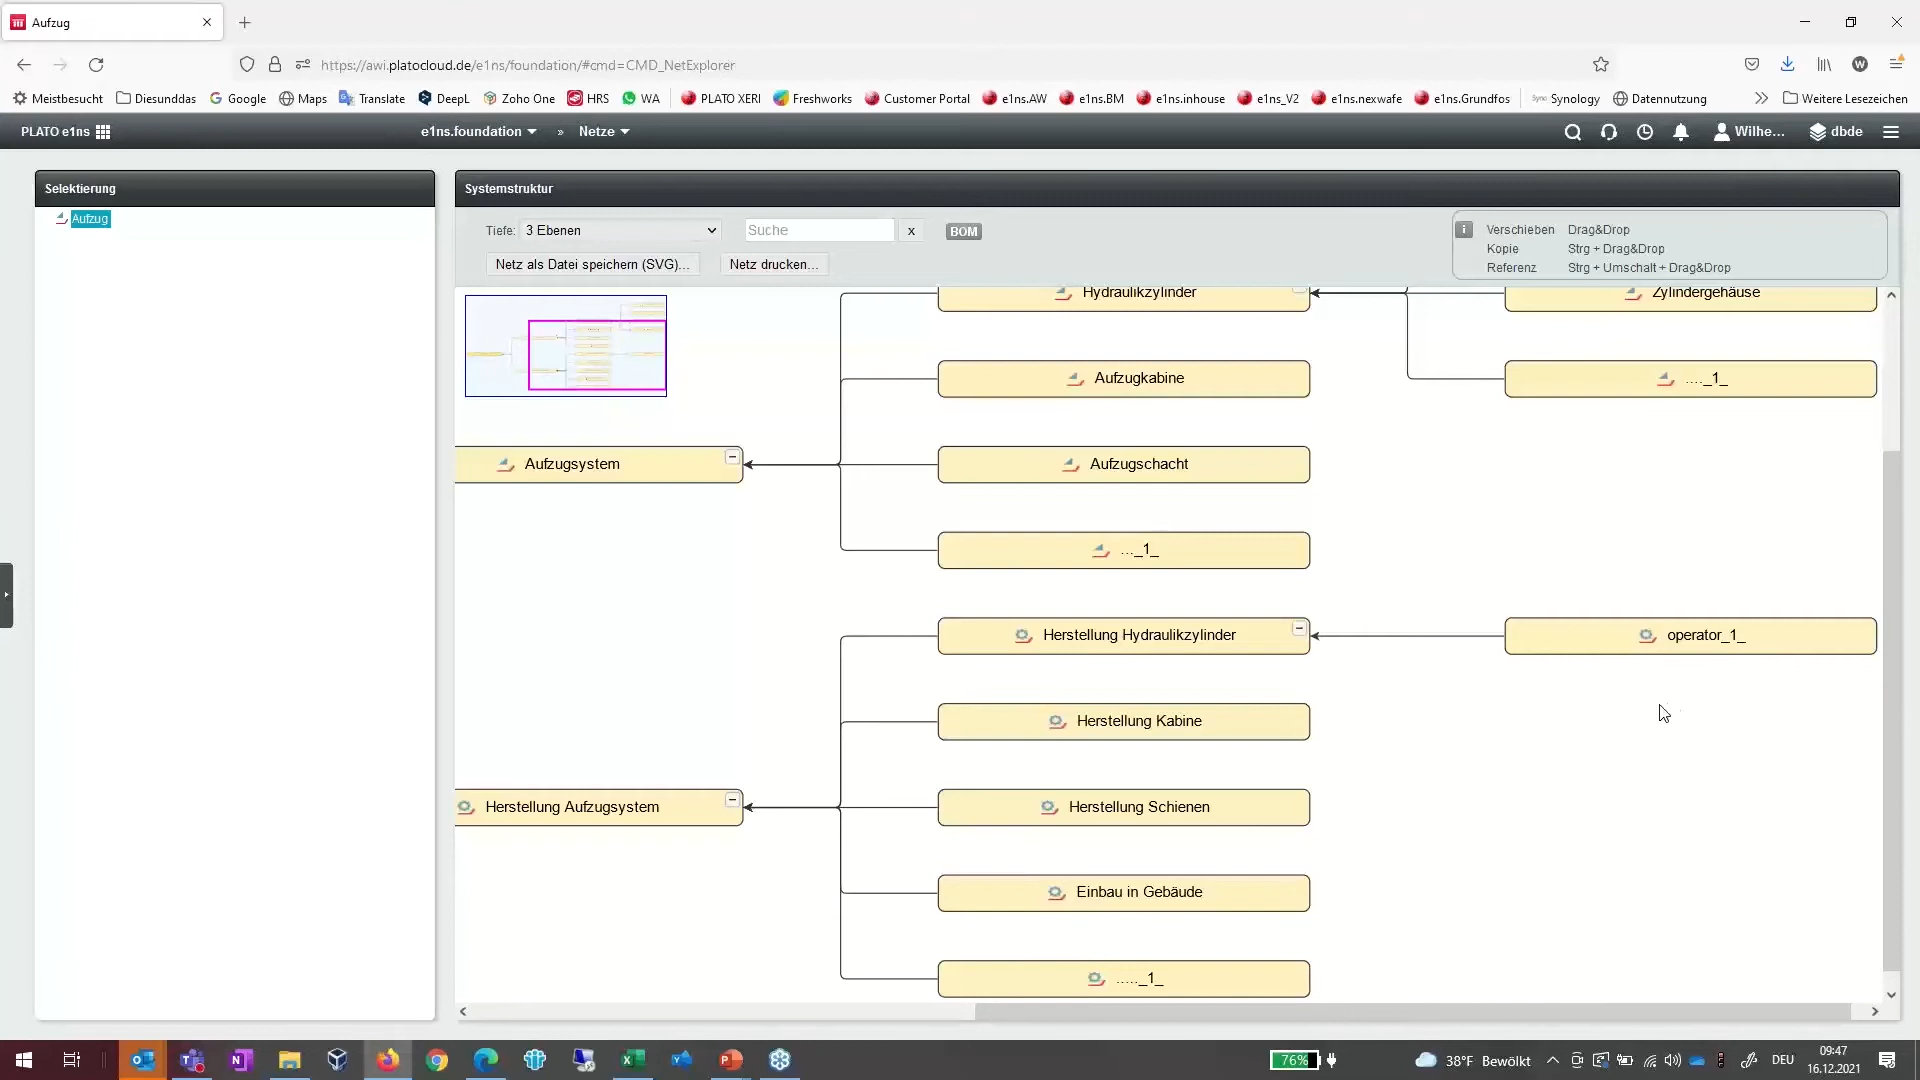 Aufzug
https://awi.platocloud.de/e1ns/foundation/#cmd=CMD_NetExplorer
Meistbesucht Diesunddas Google Maps Translate DeepL Zoho One HRS WA PLATO XERI Freshworks Customer Portal e1ns.AW e1ns.BM e1ns.inhouse e1ns_V2 e1ns.nexwafe e1ns.Grundfos Synology Datennutzung Weitere Lesezeichen
PLATO e1ns e1ns.foundation » Netze Wilhe... dbde
Selektierung
Aufzug
Systemstruktur
Tiefe: 3 Ebenen Suche x BOM
Netz als Datei speichern (SVG)... Netz drucken...
i Verschieben Drag&Drop
Kopie Strg + Drag&Drop
Referenz Strg + Umschalt + Drag&Drop
Hydraulikzylinder Zylindergehäuse
Aufzugkabine ...._1_
Aufzugsystem Aufzugschacht
..._1_
Herstellung Hydraulikzylinder operator_1_
Herstellung Kabine
Herstellung Aufzugsystem Herstellung Schienen
Einbau in Gebäude
....._1_
76% 38°F Bewölkt DEU 09:47
16.12.2021